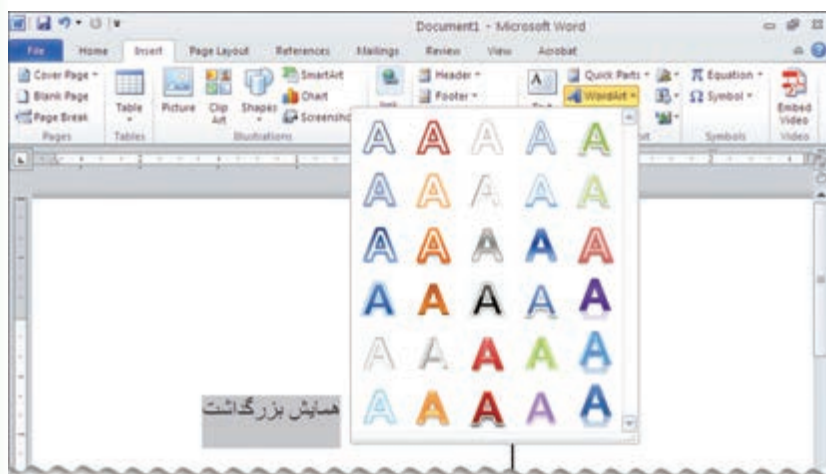 Document1 - Microsoft Word
File Home Insert Page Layout References Mailings Review View Acrobat
Cover Page
Blank Page
Page Break
Pages
Table
Tables
Picture
Clip Art
Shapes
SmartArt
Chart
Illustrations
Header
Footer
A
Quick Parts
WordArt
Equation
Symbol
Symbols
Embed Video
Video
A A A A A
A A A A A
A A A A A
A A A A A
A A A A A
A A A A A
همایش بزرگداشت